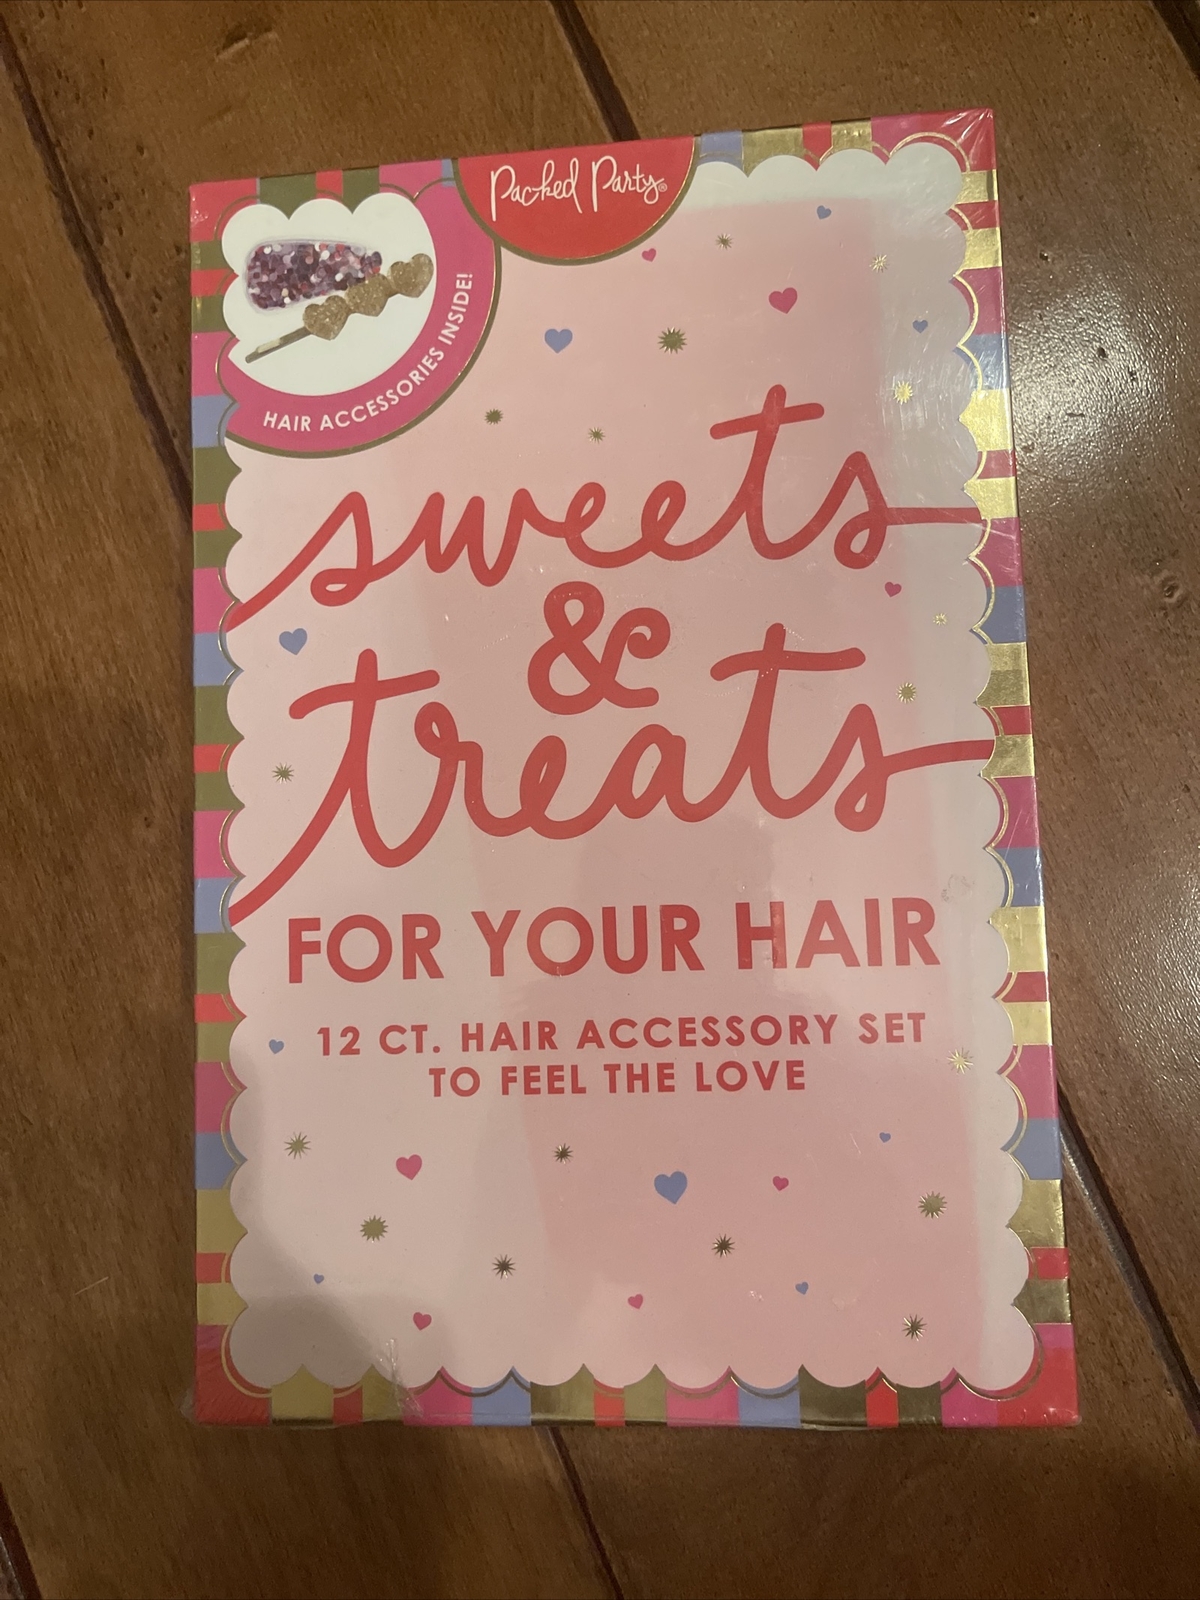 Packed Party®
HAIR ACCESSORIES INSIDE!
sweets
&
treats
FOR YOUR HAIR
12 CT. HAIR ACCESSORY SET
TO FEEL THE LOVE